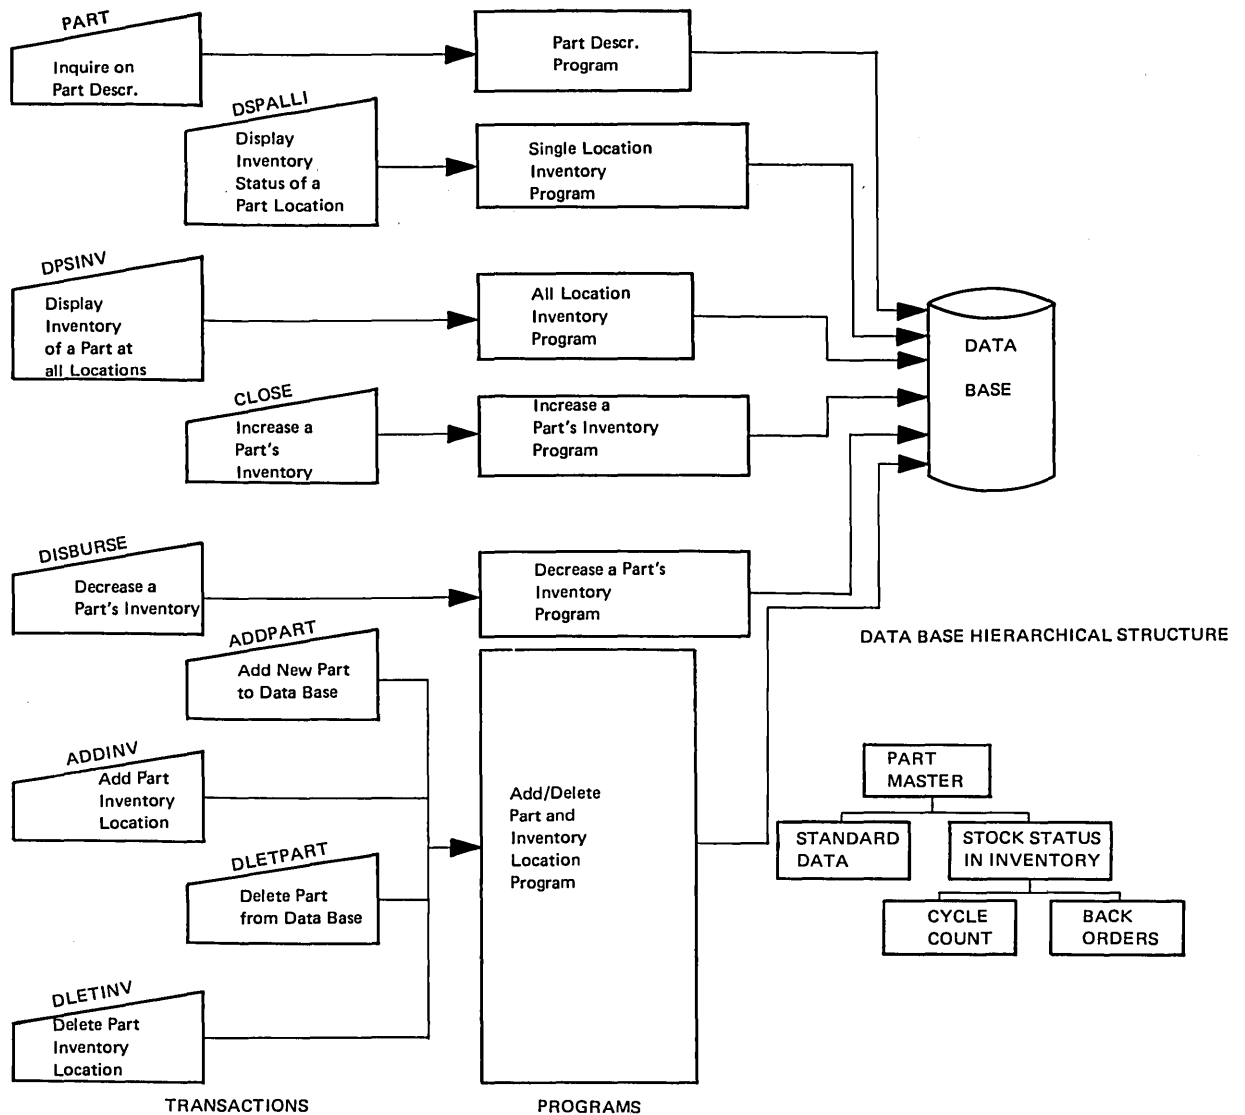 PART
Inquire on
Part Descr.
Part Descr.
Program
DSPALLI
Display
Inventory
Status of a
Part Location
Single Location
Inventory
Program
DPSINV
Display
Inventory
of a Part at
all Locations
All Location
Inventory
Program
DATA
BASE
CLOSE
Increase a
Part's
Inventory
Increase a
Part's Inventory
Program
DISBURSE
Decrease a
Part's Inventory
Decrease a Part's
Inventory
Program
ADDPART
Add New Part
to Data Base
ADDINV
Add Part
Inventory
Location
DLETPART
Delete Part
from Data Base
DLETINV
Delete Part
Inventory
Location
Add/Delete
Part and
Inventory
Location
Program
DATA BASE HIERARCHICAL STRUCTURE
PART
MASTER
STANDARD
DATA
STOCK STATUS
IN INVENTORY
CYCLE
COUNT
BACK
ORDERS
TRANSACTIONS
PROGRAMS